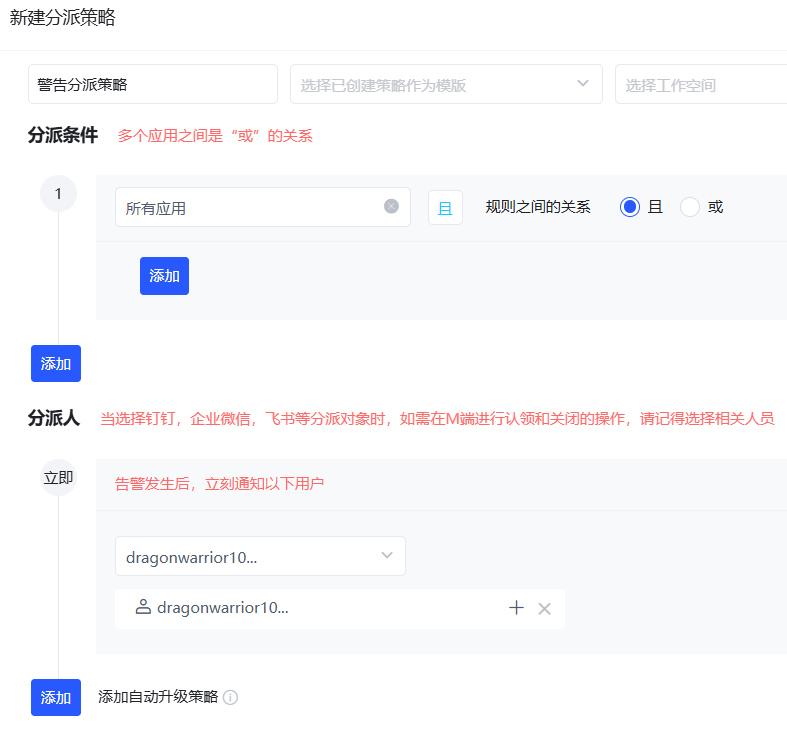 新建分派策略
警告分派策略 选择已创建策略作为模版 选择工作空间
分派条件 多个应用之间是“或”的关系
1 所有应用 且 规则之间的关系 且 或
添加
添加
分派人 当选择钉钉，企业微信，飞书等分派对象时，如需在M端进行认领和关闭的操作，请记得选择相关人员
立即 告警发生后，立刻通知以下用户
dragonwarrior10...
dragonwarrior10...
添加 添加自动升级策略